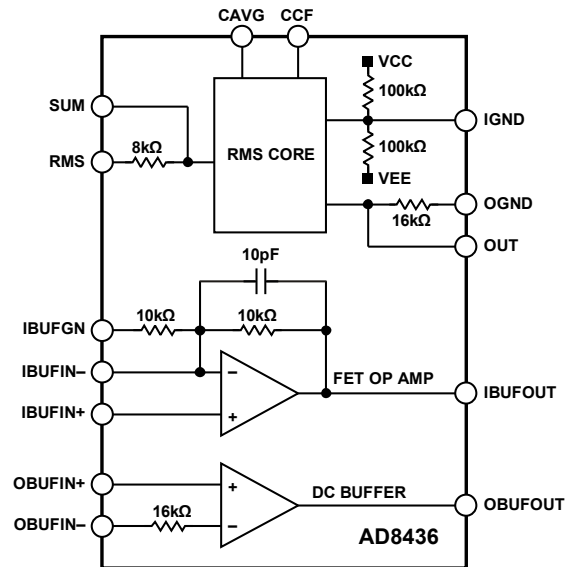 CAVG CCF
VCC
SUM
100kΩ
IGND
8kΩ
100kΩ
RMS
RMS CORE
VEE
OGND
16kΩ
OUT
10pF
10kΩ
10kΩ
IBUFGN
IBUFIN–
–
FET OP AMP
IBUFOUT
IBUFIN+
+
OBUFIN+
+
DC BUFFER
OBUFOUT
16kΩ
OBUFIN–
–
AD8436